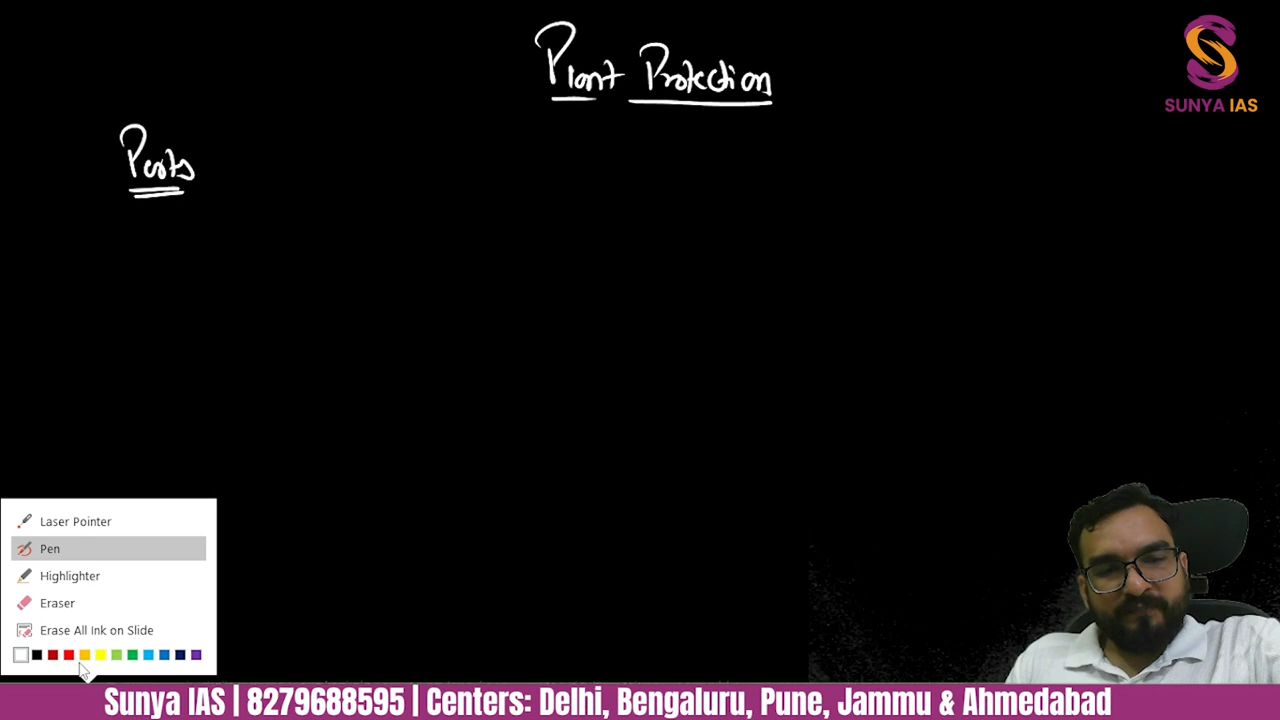 Plant Protection
SUNYA IAS
Pests
Laser Pointer
Pen
Highlighter
Eraser
Erase All Ink on Slide
Sunya IAS | 8279688595 | Centers: Delhi, Bengaluru, Pune, Jammu & Ahmedabad